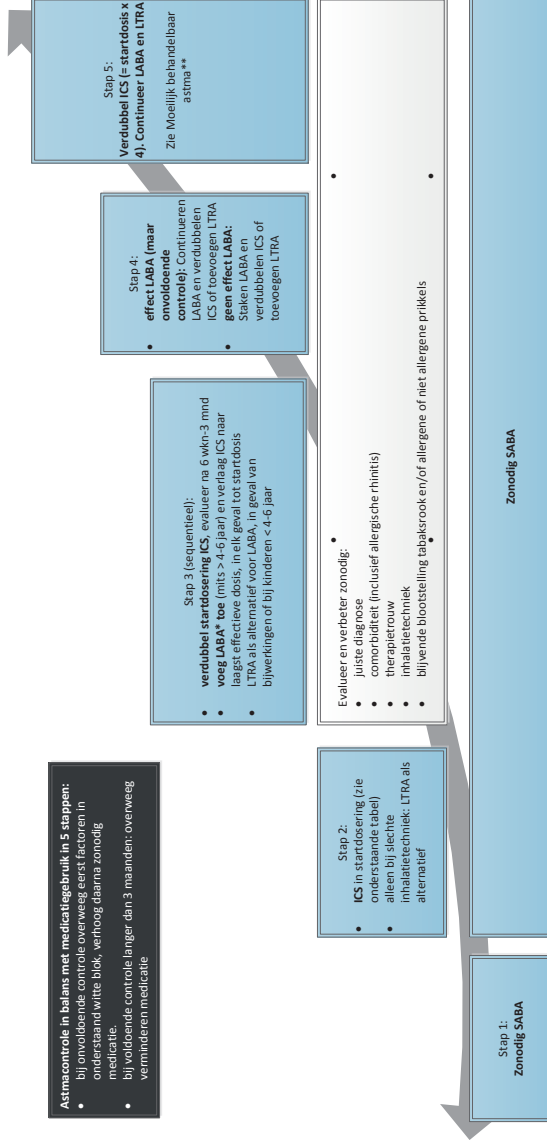 Astmacontrole in balans met medicatiegebruik in 5 stappen:
• bij onvoldoende controle overweeg eerst factoren in
onderstaand witte blok, verhoog daarna zonodig
medicatie.
• bij voldoende controle langer dan 3 maanden: overweeg
verminderen medicatie
Stap 1:
Zonodig SABA
Stap 2:
• ICS in startdosering (zie
onderstaande tabel)
• alleen bij slechte
inhalatietechniek: LTRA als
alternatief
Stap 3 (sequentieel):
• verdubbel startdosering ICS, evalueer na 6 wkn-3 mnd
• voeg LABA* toe (mits > 4-6 jaar) en verlaag ICS naar
laagst effectieve dosis, in elk geval tot startdosis
• LTRA als alternatief voor LABA, in geval van
bijwerkingen of bij kinderen < 4-6 jaar
Stap 4:
• effect LABA (maar
onvoldoende
controle): Continueren
LABA en verdubbelen
ICS of toevoegen LTRA
• geen effect LABA:
Staken LABA en
verdubbelen ICS of
toevoegen LTRA
Stap 5:
Verdubbel ICS (= startdosis x
4). Continueer LABA en LTRA
Zie Moeilijk behandelbaar
astma**
Evalueer en verbeter zonodig:
• juiste diagnose
• comorbiditeit (inclusief allergische rhinitis)
• therapietrouw
• inhalatietechniek
• blijvende blootstelling tabaksrook en/of allergene of niet allergene prikkels
Zonodig SABA